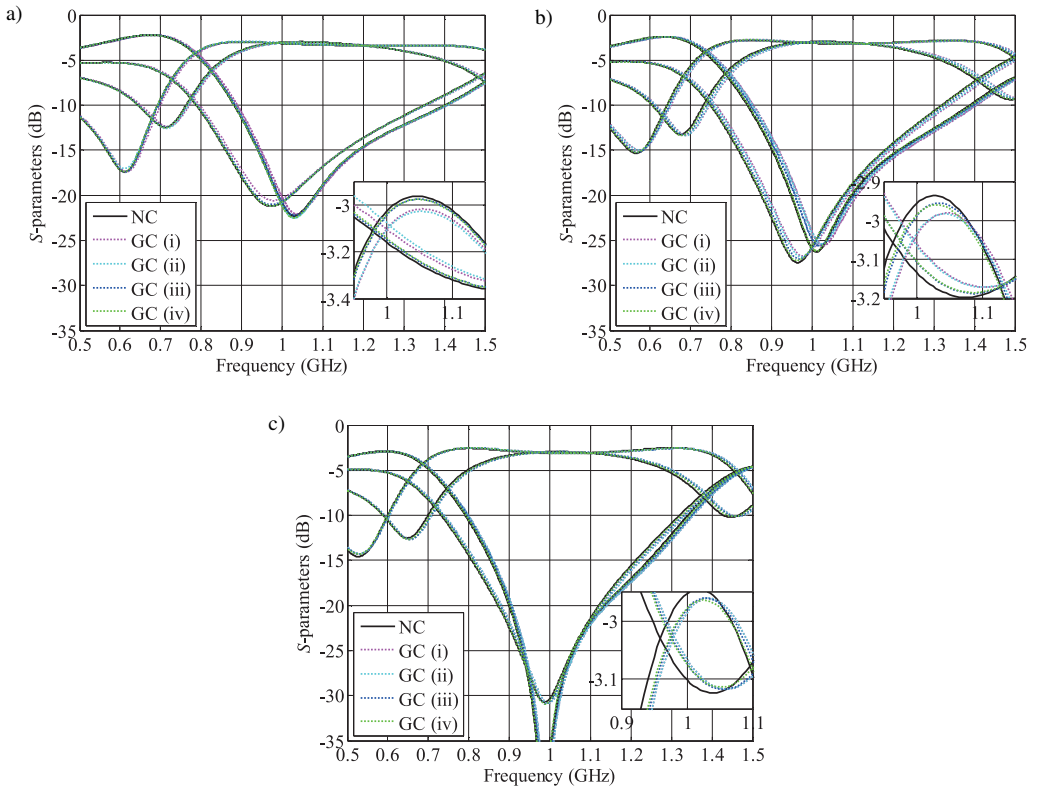 a)
0
-5
-10
-15
-20
-25
-30
-35
S-parameters (dB)
NC
GC (i)
GC (ii)
GC (iii)
GC (iv)
-3
-3.2
-3.4
1 1.1
0.5 0.6 0.7 0.8 0.9 1 1.1 1.2 1.3 1.4 1.5
Frequency (GHz)
b)
0
-5
-10
-15
-20
-25
-30
-35
S-parameters (dB)
NC
GC (i)
GC (ii)
GC (iii)
GC (iv)
-2.9
-3
-3.1
-3.2
1 1.1
0.5 0.6 0.7 0.8 0.9 1 1.1 1.2 1.3 1.4 1.5
Frequency (GHz)
c)
0
-5
-10
-15
-20
-25
-30
-35
S-parameters (dB)
NC
GC (i)
GC (ii)
GC (iii)
GC (iv)
-3
-3.1
0.9 1 1.1
0.5 0.6 0.7 0.8 0.9 1 1.1 1.2 1.3 1.4 1.5
Frequency (GHz)